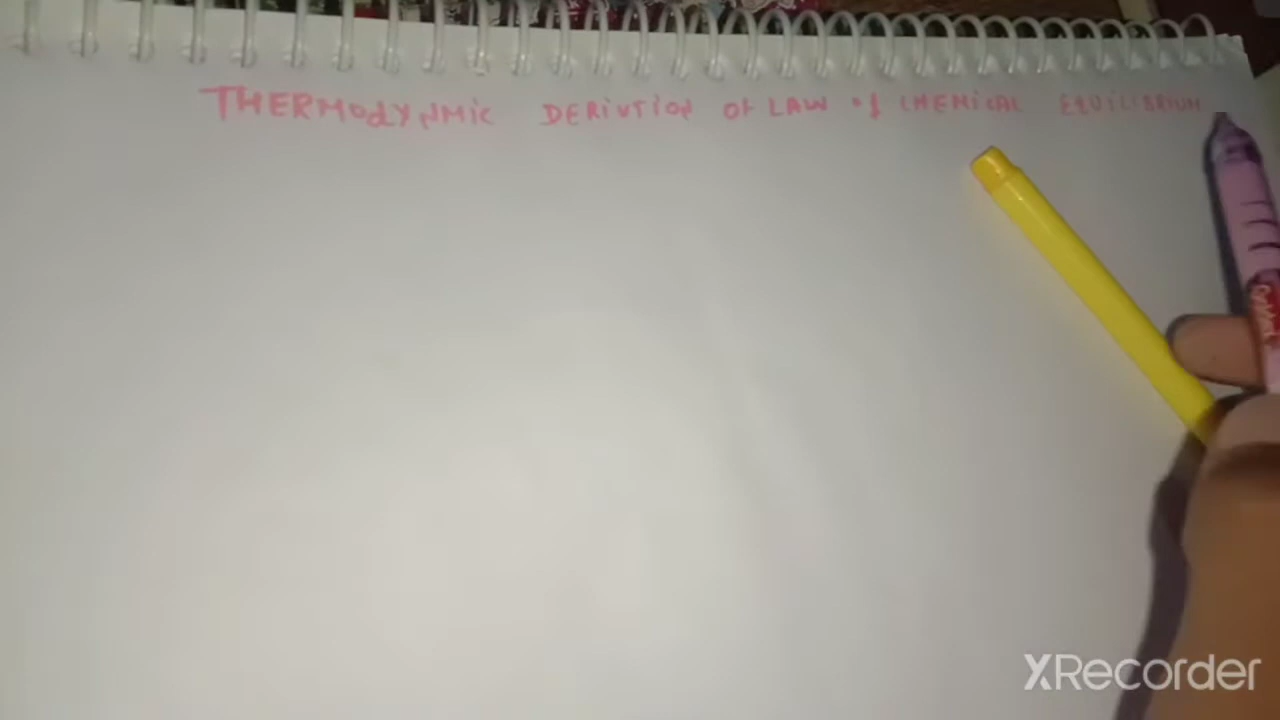 THERMODYNMIC DERIVTION OF LAW of CHEMICAL EQUILIBRIUM
XRecorder